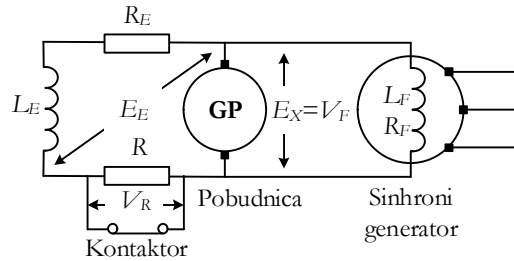 R_E
L_E
E_E
GP
E_X=V_F
L_F
R_F
R
V_R
Pobudnica
Kontaktor
Sinhroni
generator